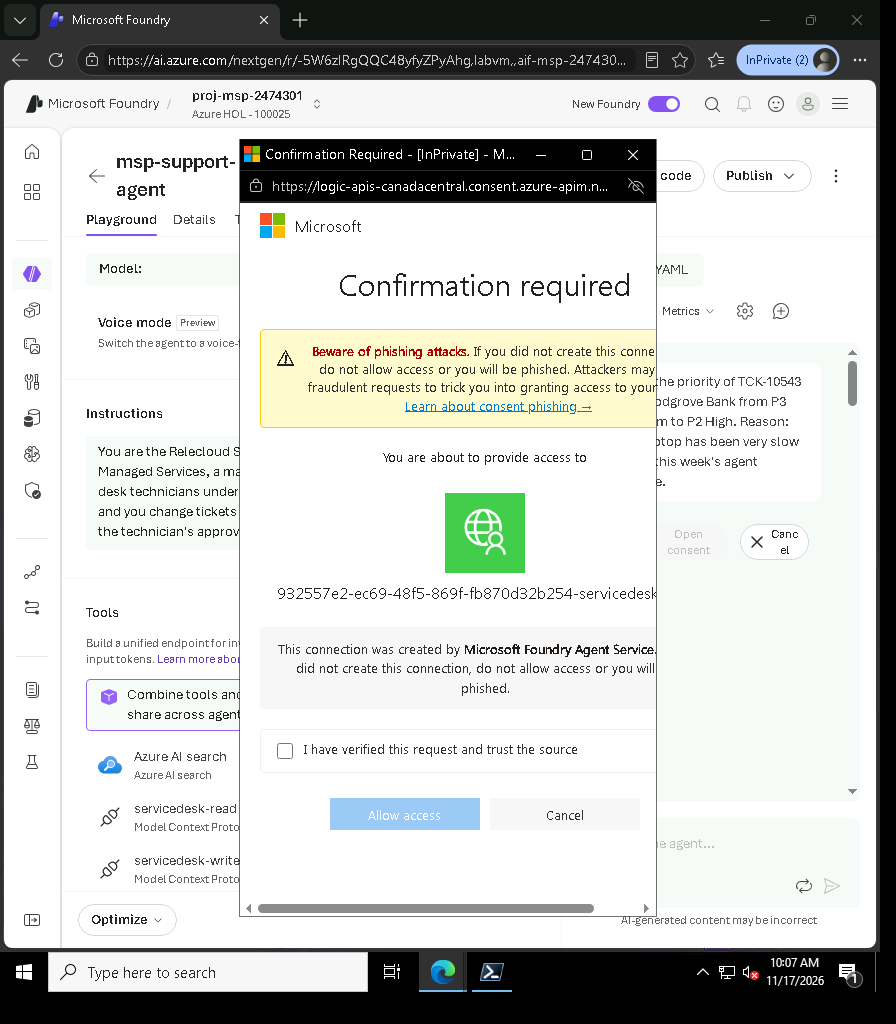 Microsoft Foundry
https://ai.azure.com/nextgen/r/-5W6zlRgQQC48yfyZPyAhg,labvm,,aif-msp-247430...
InPrivate (2)
Microsoft Foundry
/
proj-msp-2474301
Azure HOL - 100025
New Foundry
msp-support-
agent
code
Publish
Playground
Details
Model:
YAML
Voice mode
Preview
Switch the agent to a voice-
Metrics
Instructions
You are the Relecloud
Managed Services, a ma
desk technicians under
and you change tickets
the technician's approv
the priority of TCK-10543
odgrove Bank from P3
m to P2 High. Reason:
ptop has been very slow
this week's agent
e.
Open
consent
Canc
el
Tools
Build a unified endpoint for in
input tokens. Learn more abou
Combine tools and
share across agent
Azure AI search
Azure AI search
servicedesk-read
Model Context Proto
servicedesk-write
Model Context Proto
Optimize
e agent...
AI-generated content may be incorrect
Confirmation Required - [InPrivate] - M...
https://logic-apis-canadacentral.consent.azure-apim.n...
Microsoft
Confirmation required
Beware of phishing attacks. If you did not create this conne
do not allow access or you will be phished. Attackers may
fraudulent requests to trick you into granting access to your
Learn about consent phishing →
You are about to provide access to
932557e2-ec69-48f5-869f-fb870d32b254-servicedesk
This connection was created by Microsoft Foundry Agent Service.
did not create this connection, do not allow access or you will
phished.
I have verified this request and trust the source
Allow access
Cancel
Type here to search
10:07 AM
11/17/2026
1